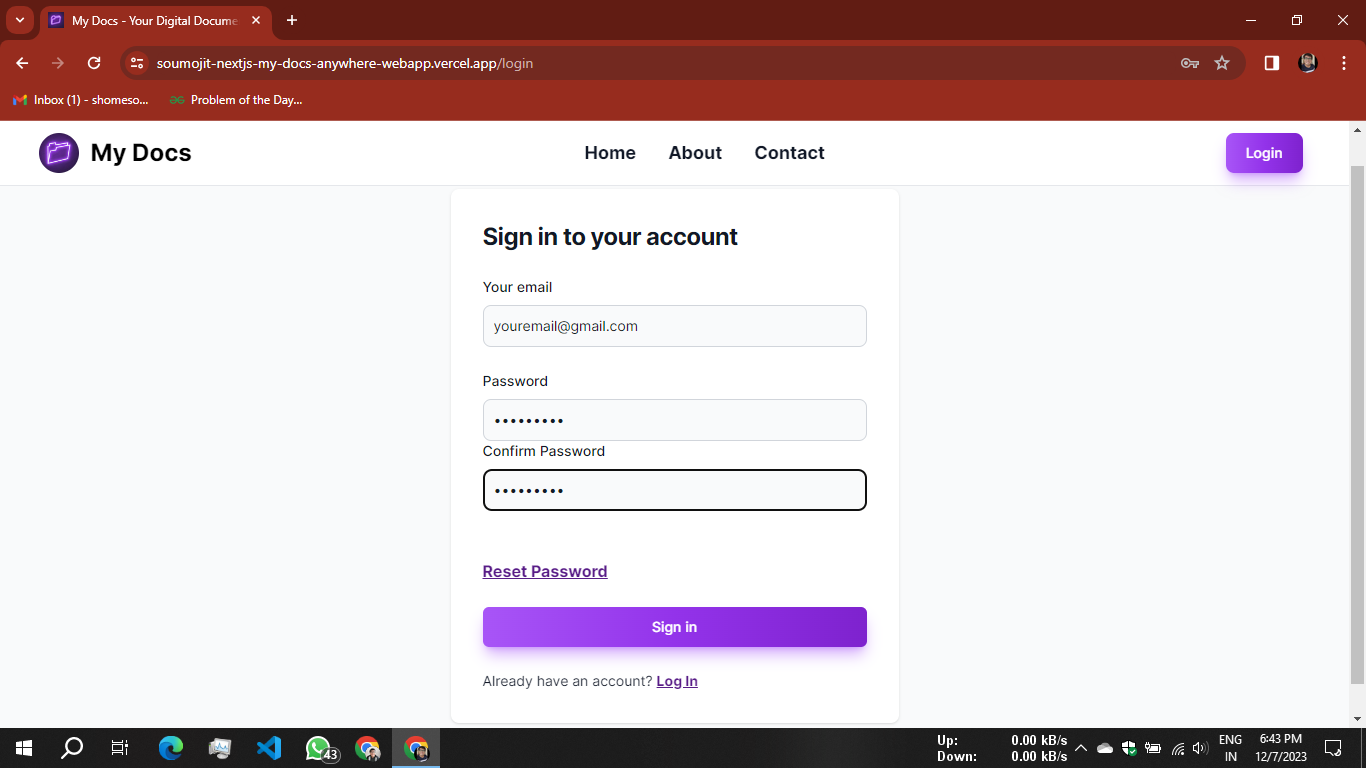 My Docs - Your Digital Docume
soumojit-nextjs-my-docs-anywhere-webapp.vercel.app/login
Inbox (1) - shomeso... Problem of the Day...
My Docs Home About Contact Login
Sign in to your account
Your email
youremail@gmail.com
Password
•••••••••
Confirm Password
•••••••••
Reset Password
Sign in
Already have an account? Log In
43
Up: 0.00 kB/s
Down: 0.00 kB/s
ENG
IN
6:43 PM
12/7/2023